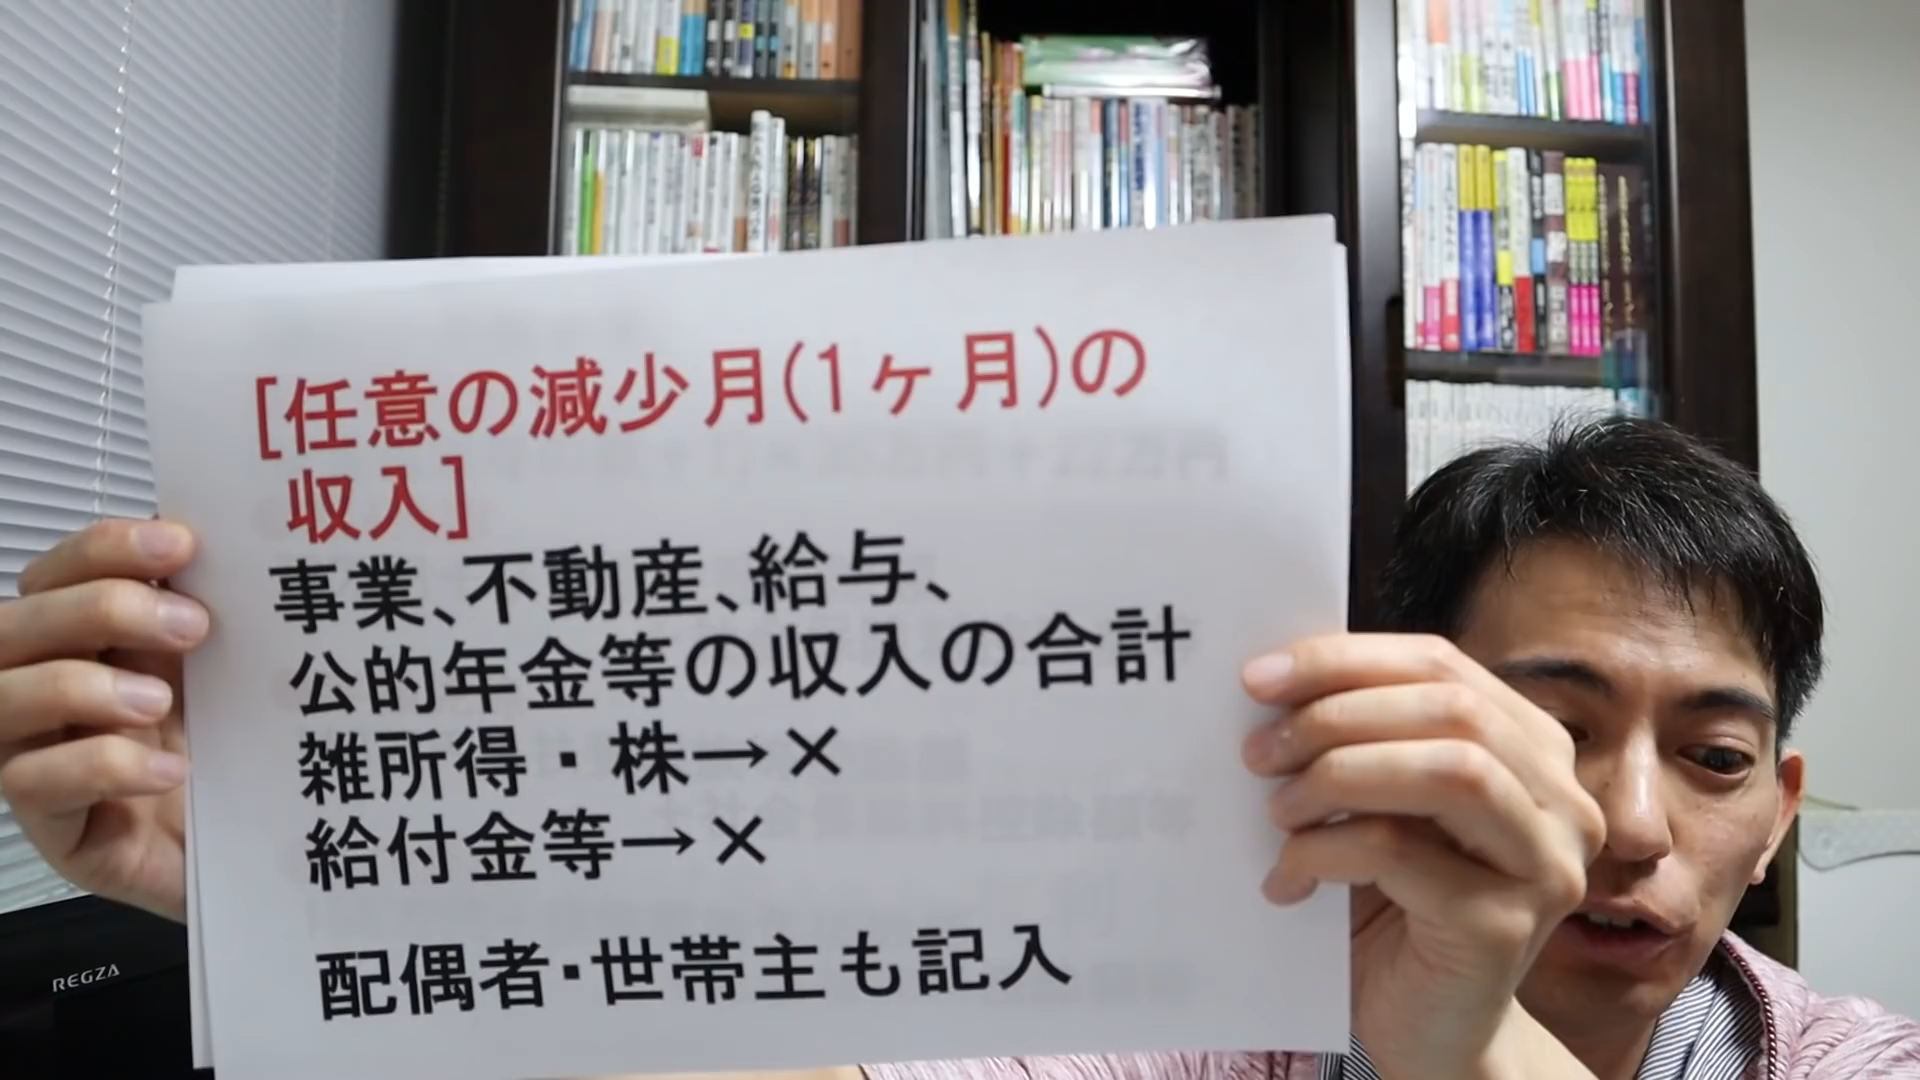 [任意の減少月(1ヶ月)の
収入]
事業、不動産、給与、
公的年金等の収入の合計
雑所得・株→×
給付金等→×
配偶者・世帯主も記入
REGZA